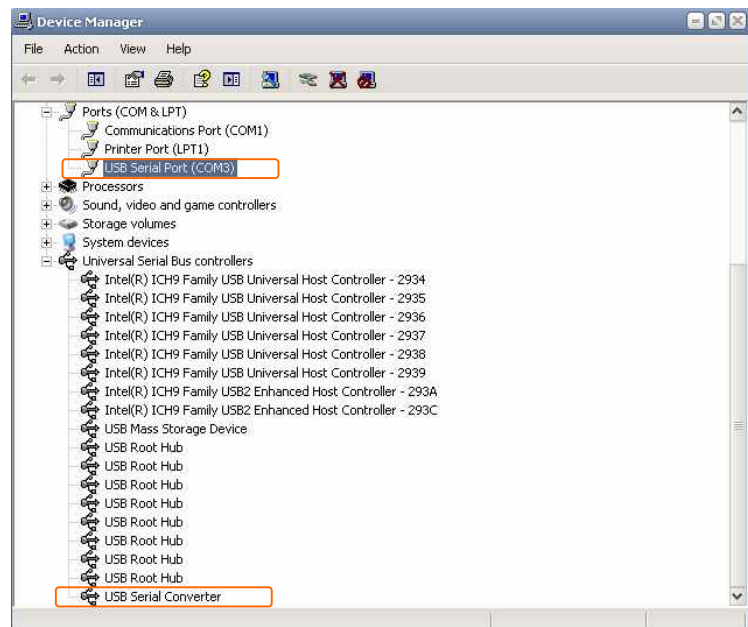 Device Manager
File Action View Help
Ports (COM & LPT)
Communications Port (COM1)
Printer Port (LPT1)
USB Serial Port (COM3)
Processors
Sound, video and game controllers
Storage volumes
System devices
Universal Serial Bus controllers
Intel(R) ICH9 Family USB Universal Host Controller - 2934
Intel(R) ICH9 Family USB Universal Host Controller - 2935
Intel(R) ICH9 Family USB Universal Host Controller - 2936
Intel(R) ICH9 Family USB Universal Host Controller - 2937
Intel(R) ICH9 Family USB Universal Host Controller - 2938
Intel(R) ICH9 Family USB Universal Host Controller - 2939
Intel(R) ICH9 Family USB2 Enhanced Host Controller - 293A
Intel(R) ICH9 Family USB2 Enhanced Host Controller - 293C
USB Mass Storage Device
USB Root Hub
USB Root Hub
USB Root Hub
USB Root Hub
USB Root Hub
USB Root Hub
USB Root Hub
USB Root Hub
USB Serial Converter